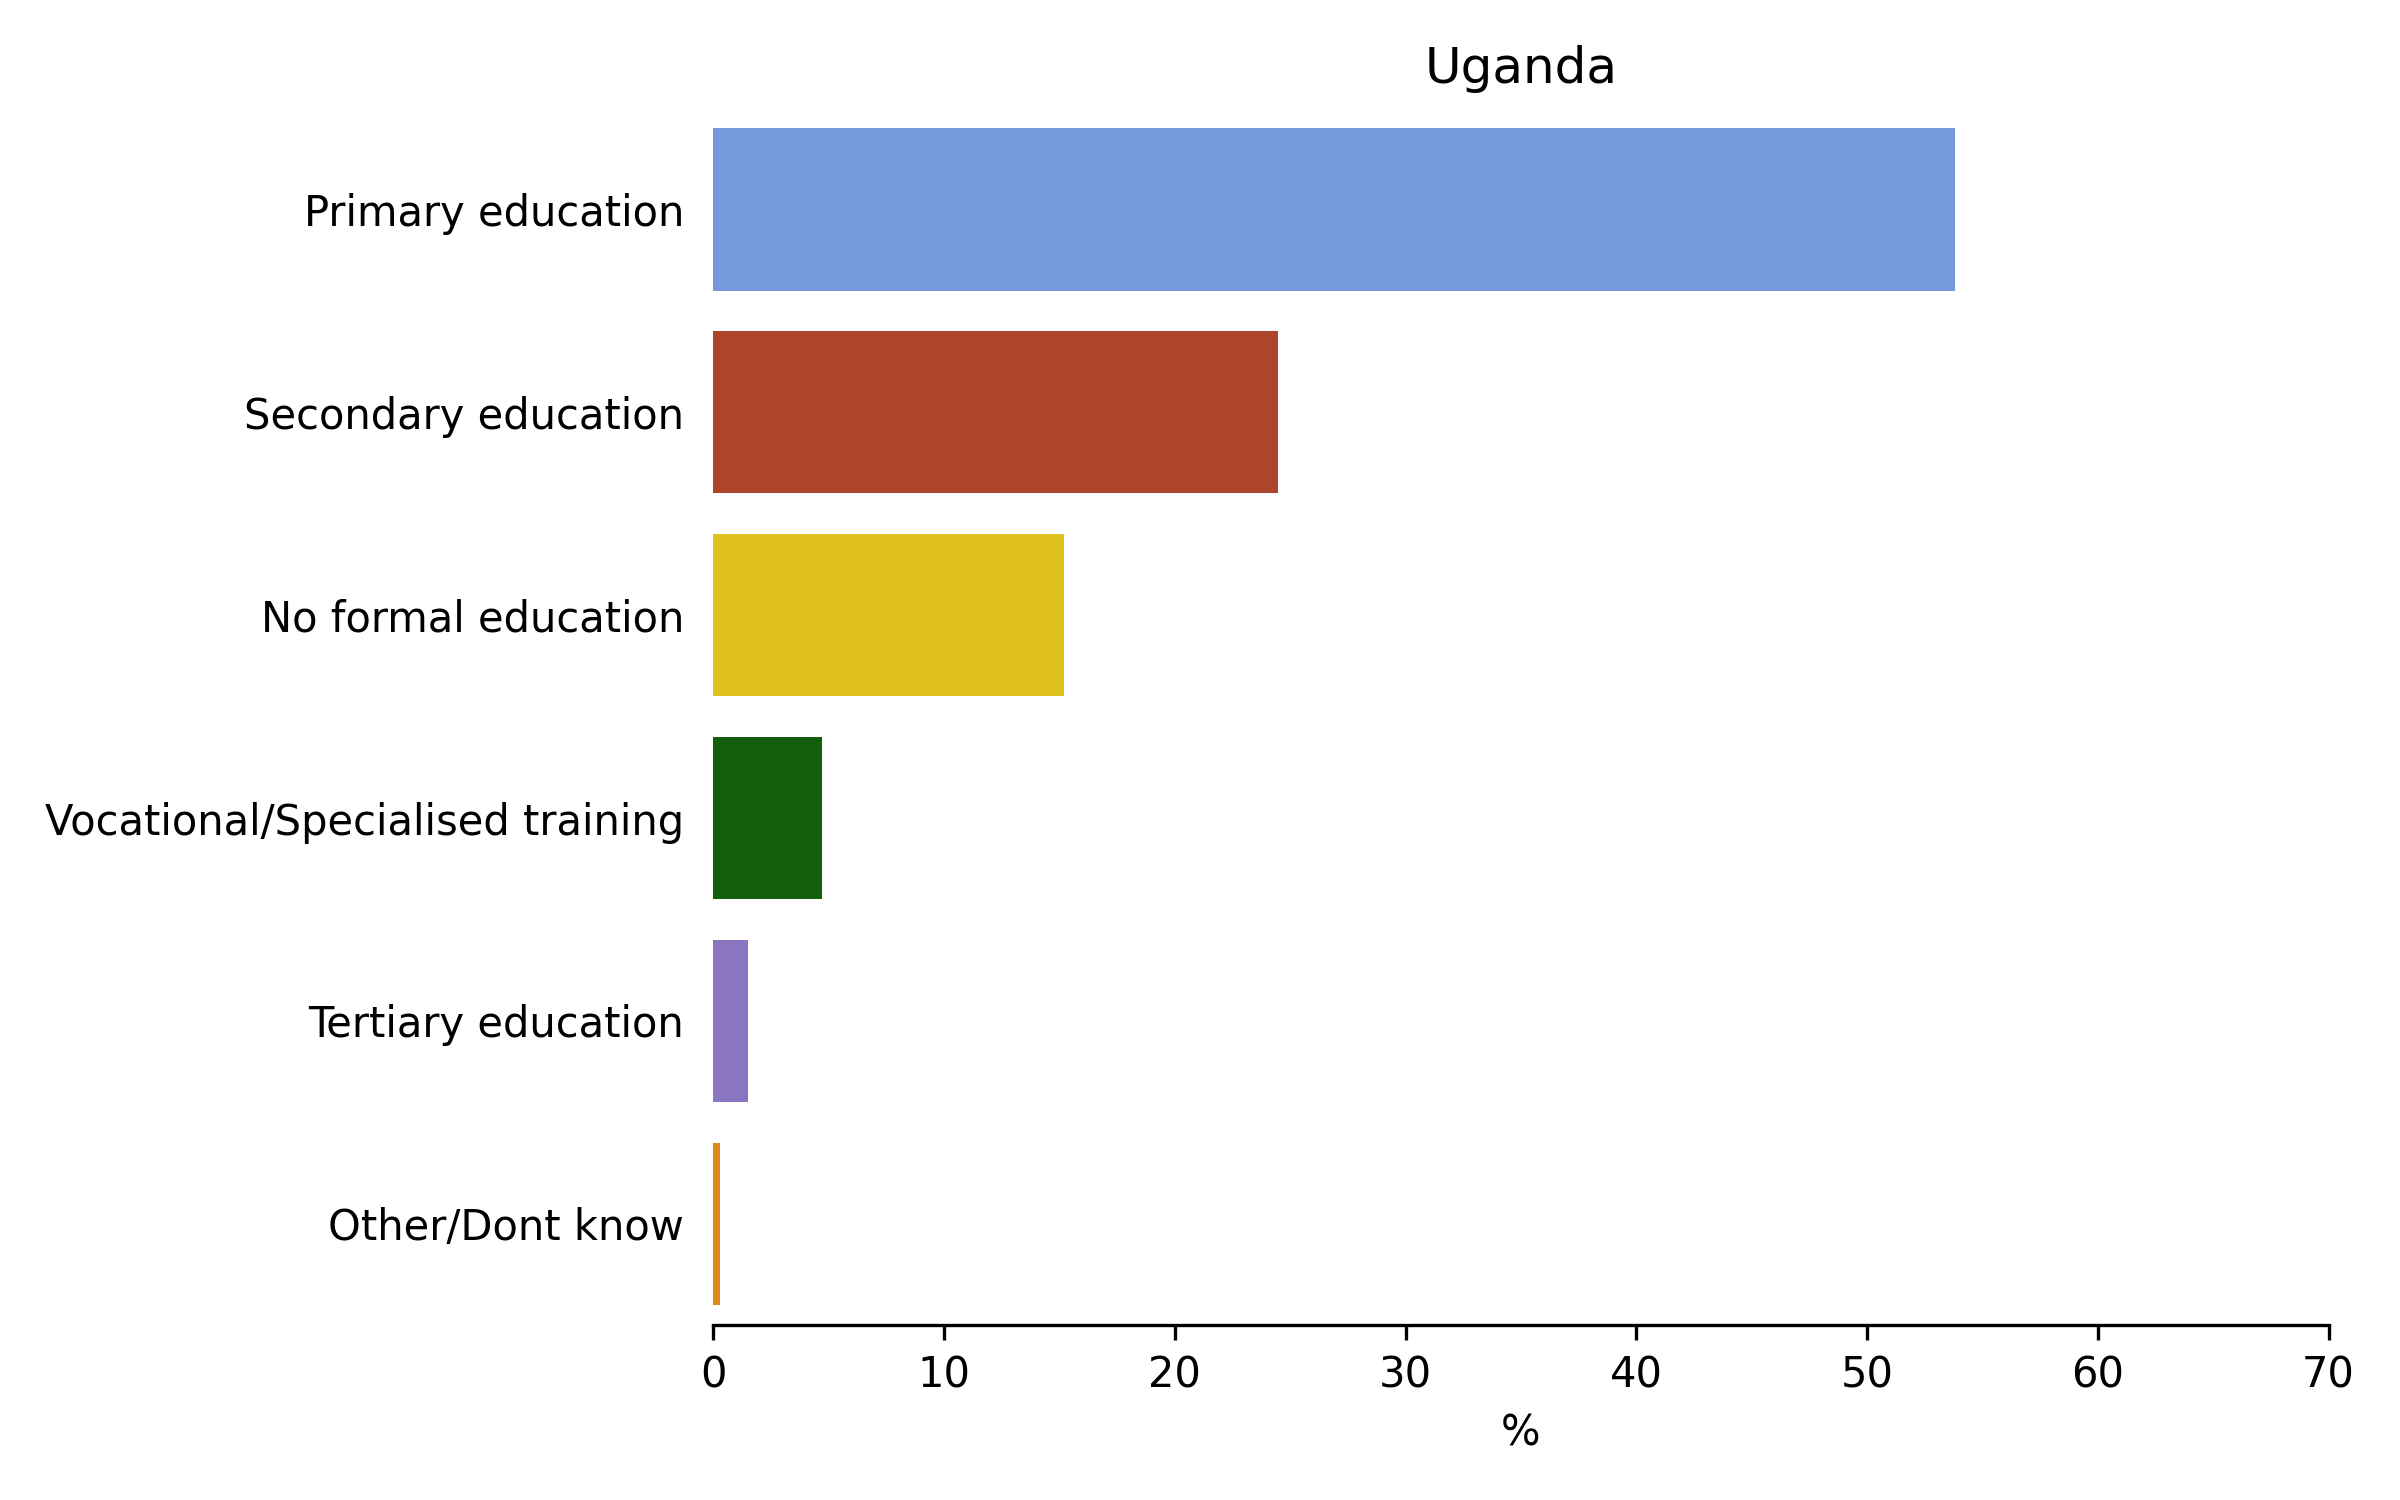 Uganda
Primary education
Secondary education
No formal education
Vocational/Specialised training
Tertiary education
Other/Dont know
0 10 20 30 40 50 60 70
%